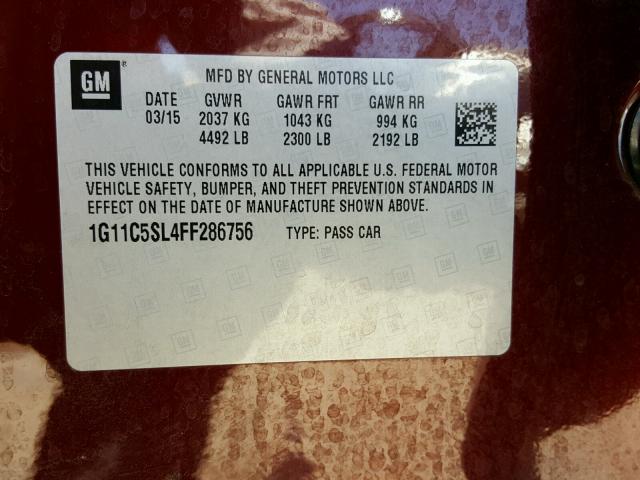 GM ® MFD BY GENERAL MOTORS LLC
DATE GVWR GAWR FRT GAWR RR
03/15 2037 KG 1043 KG 994 KG
4492 LB 2300 LB 2192 LB
THIS VEHICLE CONFORMS TO ALL APPLICABLE U.S. FEDERAL MOTOR
VEHICLE SAFETY, BUMPER, AND THEFT PREVENTION STANDARDS IN
EFFECT ON THE DATE OF MANUFACTURE SHOWN ABOVE.
1G11C5SL4FF286756 TYPE: PASS CAR